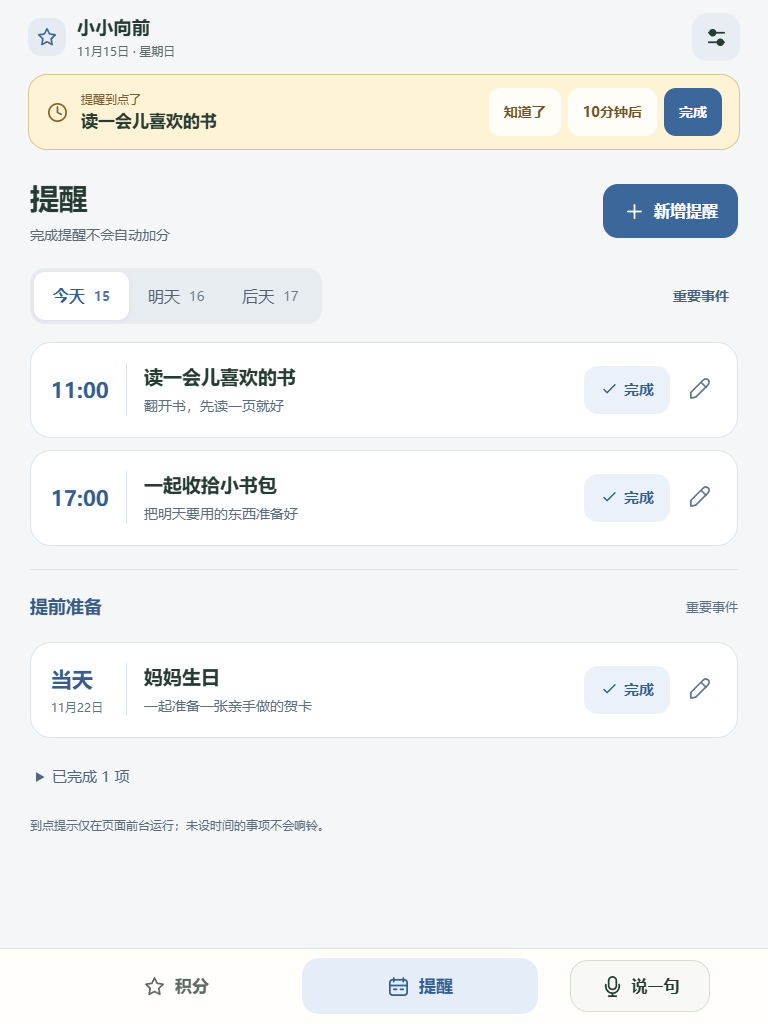 小小向前
11月15日 · 星期日
提醒到点了
读一会儿喜欢的书
知道了
10分钟后
完成
提醒
完成提醒不会自动加分
新增提醒
今天 15
明天 16
后天 17
重要事件
11:00
读一会儿喜欢的书
翻开书，先读一页就好
完成
17:00
一起收拾小书包
把明天要用的东西准备好
完成
提前准备
重要事件
当天
11月22日
妈妈生日
一起准备一张亲手做的贺卡
完成
已完成 1 项
到点提示仅在页面前台运行；未设时间的事项不会响铃。
积分
提醒
说一句